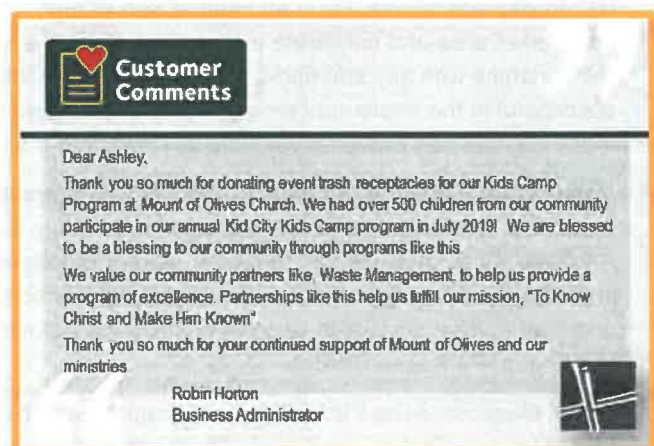 Customer
Comments
Dear Ashley,
Thank you so much for donating event trash receptacles for our Kids Camp
Program at Mount of Olives Church. We had over 500 children from our community
participate in our annual Kid City Kids Camp program in July 2019! We are blessed
to be a blessing to our community through programs like this.
We value our community partners like, Waste Management, to help us provide a
program of excellence. Partnerships like this help us fulfill our mission, "To Know
Christ and Make Him Known"
Thank you so much for your continued support of Mount of Olives and our
ministries
Robin Horton
Business Administrator